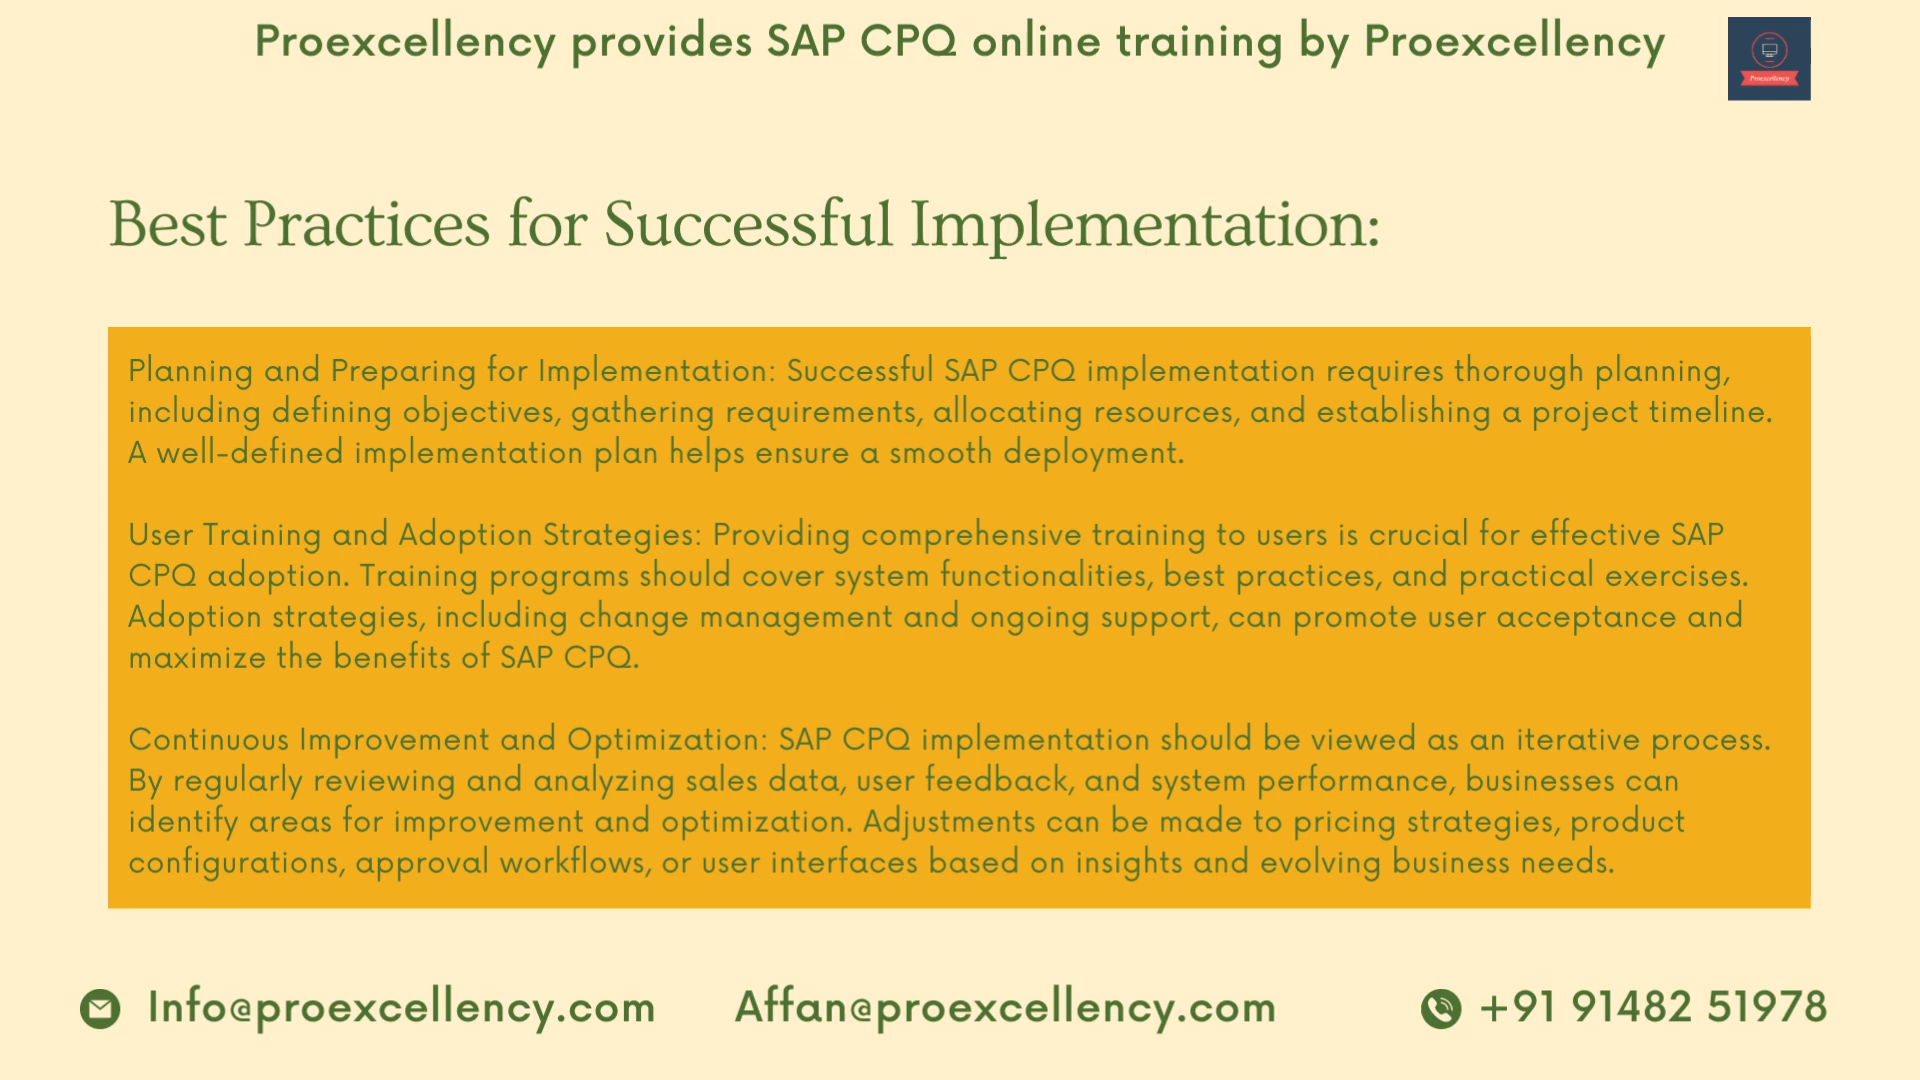 Proexcellency provides SAP CPQ online training by Proexcellency
Proexcellency
Best Practices for Successful Implementation:
Planning and Preparing for Implementation: Successful SAP CPQ implementation requires thorough planning,
including defining objectives, gathering requirements, allocating resources, and establishing a project timeline.
A well-defined implementation plan helps ensure a smooth deployment.
User Training and Adoption Strategies: Providing comprehensive training to users is crucial for effective SAP
CPQ adoption. Training programs should cover system functionalities, best practices, and practical exercises.
Adoption strategies, including change management and ongoing support, can promote user acceptance and
maximize the benefits of SAP CPQ.
Continuous Improvement and Optimization: SAP CPQ implementation should be viewed as an iterative process.
By regularly reviewing and analyzing sales data, user feedback, and system performance, businesses can
identify areas for improvement and optimization. Adjustments can be made to pricing strategies, product
configurations, approval workflows, or user interfaces based on insights and evolving business needs.
Info@proexcellency.com Affan@proexcellency.com +91 91482 51978